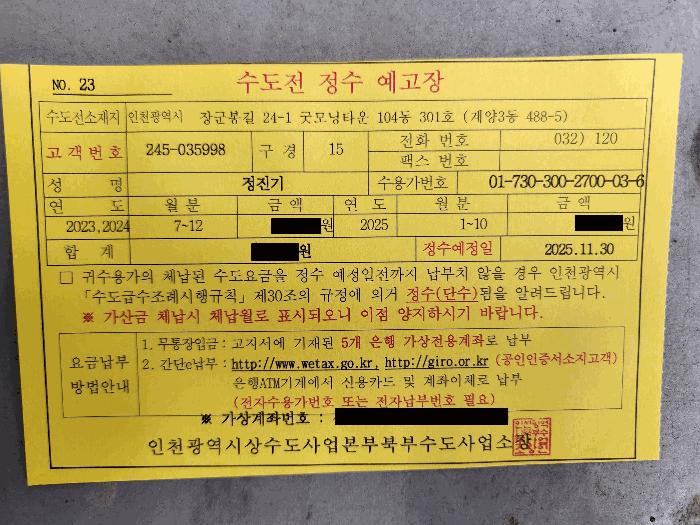 NO. 23
수도전 정수 예고장
수도전소재지 인천광역시 장군봉길 24-1 굿모닝타운 104동 301호 (계양3동 488-5)
고객번호 245-035998 구 경 15 전화 번호 032) 120
팩스 번호
성 명 정진기 수용가번호 01-730-300-2700-03-6
연 도 월 분 금 액 연 도 월 분 금 액
2023,2024 7~12 원 2025 1~10 원
합 계 원 정수예정일 2025.11.30
□ 귀수용가의 체납된 수도요금을 정수 예정일전까지 납부치 않을 경우 인천광역시
「수도급수조례시행규칙」 제30조의 규정에 의거 정수(단수)됨을 알려드립니다.
※ 가산금 체납시 체납월로 표시되오니 이점 양지하시기 바랍니다.
요금납부
방법안내
1. 무통장입금 : 고지서에 기재된 5개 은행 가상전용계좌로 납부
2. 간단e납부 : http://www.wetax.go.kr, http://giro.or.kr (공인인증서소지고객)
은행ATM기계에서 신용카드 및 계좌이체로 납부
(전자수용가번호 또는 전자납부번호 필요)
※ 가상계좌번호 :
인천광역시상수도사업본부북부수도사업소장